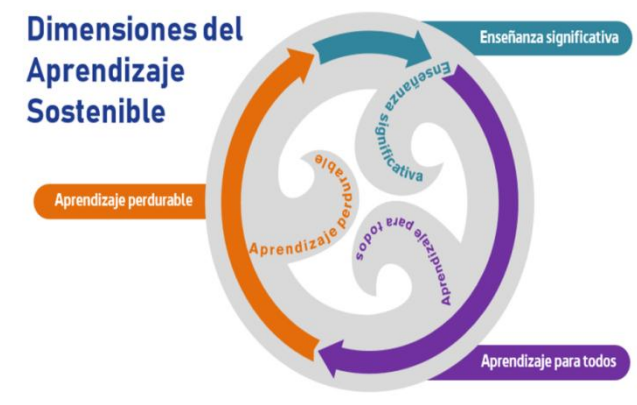 Dimensiones del
Aprendizaje
Sostenible
Enseñanza significativa
Enseñanza significativa
Aprendizaje perdurable
Aprendizaje perdurable
Aprendizaje para todos
Aprendizaje para todos